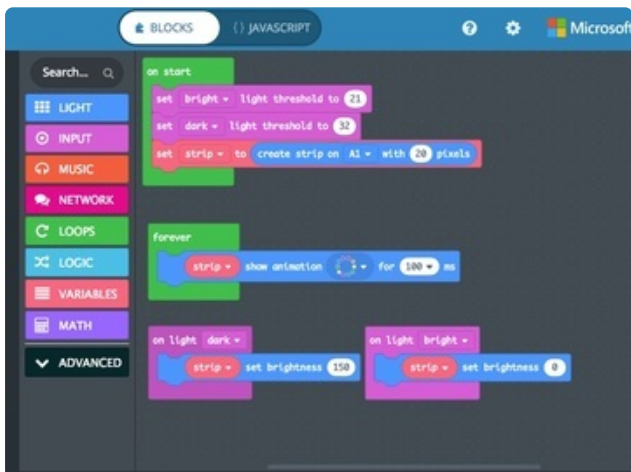 BLOCKS
{} JAVASCRIPT
?
Microsoft
Search...
LIGHT
INPUT
MUSIC
NETWORK
LOOPS
LOGIC
VARIABLES
MATH
ADVANCED
on start
set bright light threshold to 21
set dark light threshold to 32
set strip to create strip on A1 with 20 pixels
forever
strip show animation for 100 ms
on light dark
strip set brightness 150
on light bright
strip set brightness 0